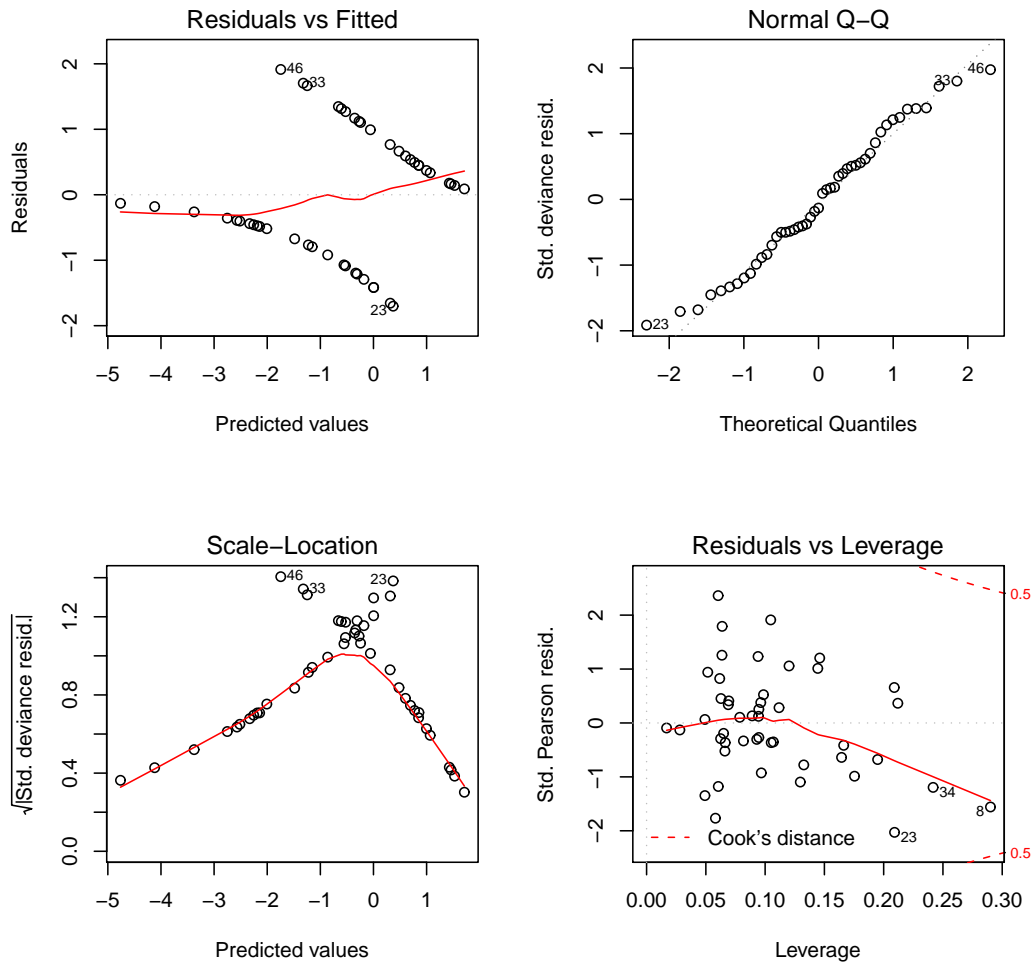 Residuals vs Fitted
Residuals
2
1
0
−1
−2
46
33
23
−5 −4 −3 −2 −1 0 1
Predicted values
Normal Q−Q
Std. deviance resid.
2
1
0
−1
−2
46
33
23
−2 −1 0 1 2
Theoretical Quantiles
Scale−Location
√|Std. deviance resid.|
1.2
0.8
0.4
0.0
46
33
23
−5 −4 −3 −2 −1 0 1
Predicted values
Residuals vs Leverage
Std. Pearson resid.
2
1
0
−1
−2
0.5
34
8
23
Cook's distance
0.5
0.00 0.05 0.10 0.15 0.20 0.25 0.30
Leverage